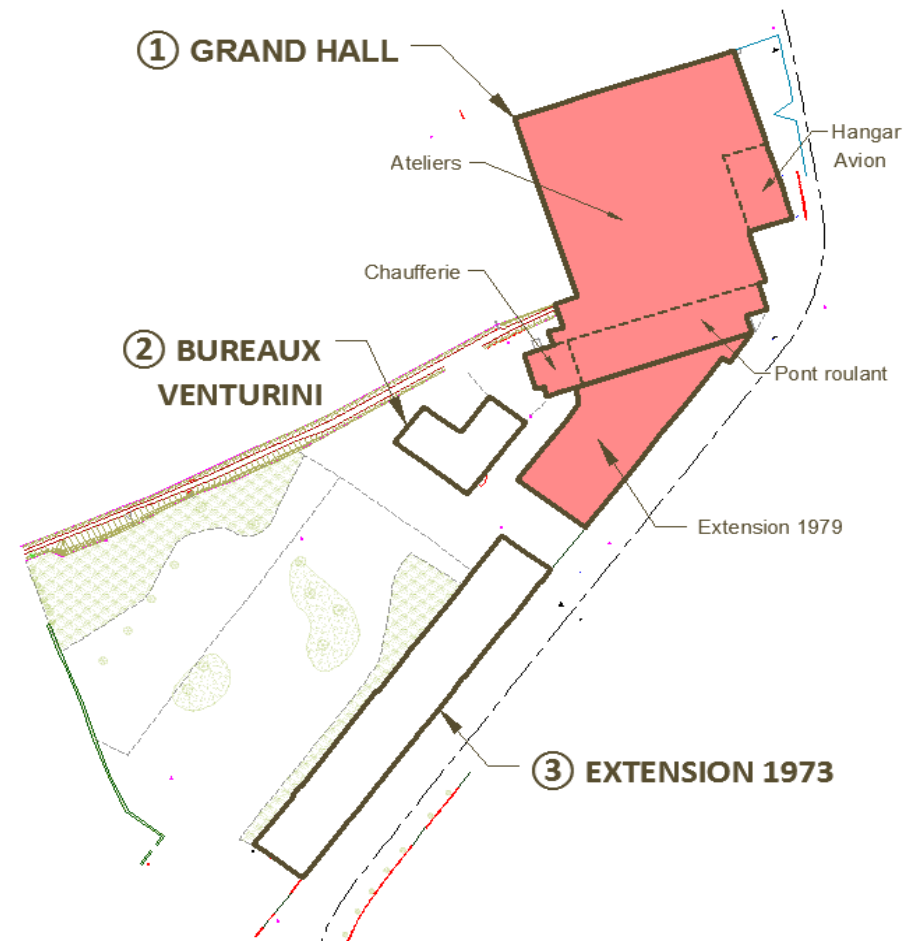 ① GRAND HALL
Hangar
Avion
Ateliers
Chaufferie
② BUREAUX
VENTURINI
Pont roulant
Extension 1979
③ EXTENSION 1973